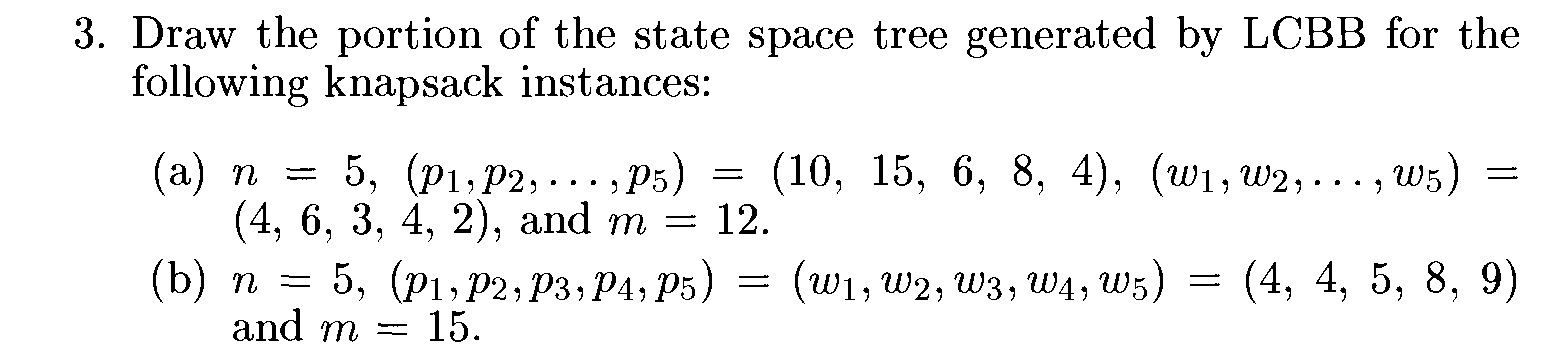 3. Draw the portion of the state space tree generated by LCBB for the
following knapsack instances:
(a) n = 5, (p₁, p₂, . . . , p₅) = (10, 15, 6, 8, 4), (w₁, w₂, . . . , w₅) =
(4, 6, 3, 4, 2), and m = 12.
(b) n = 5, (p₁, p₂, p₃, p₄, p₅) = (w₁, w₂, w₃, w₄, w₅) = (4, 4, 5, 8, 9)
and m = 15.